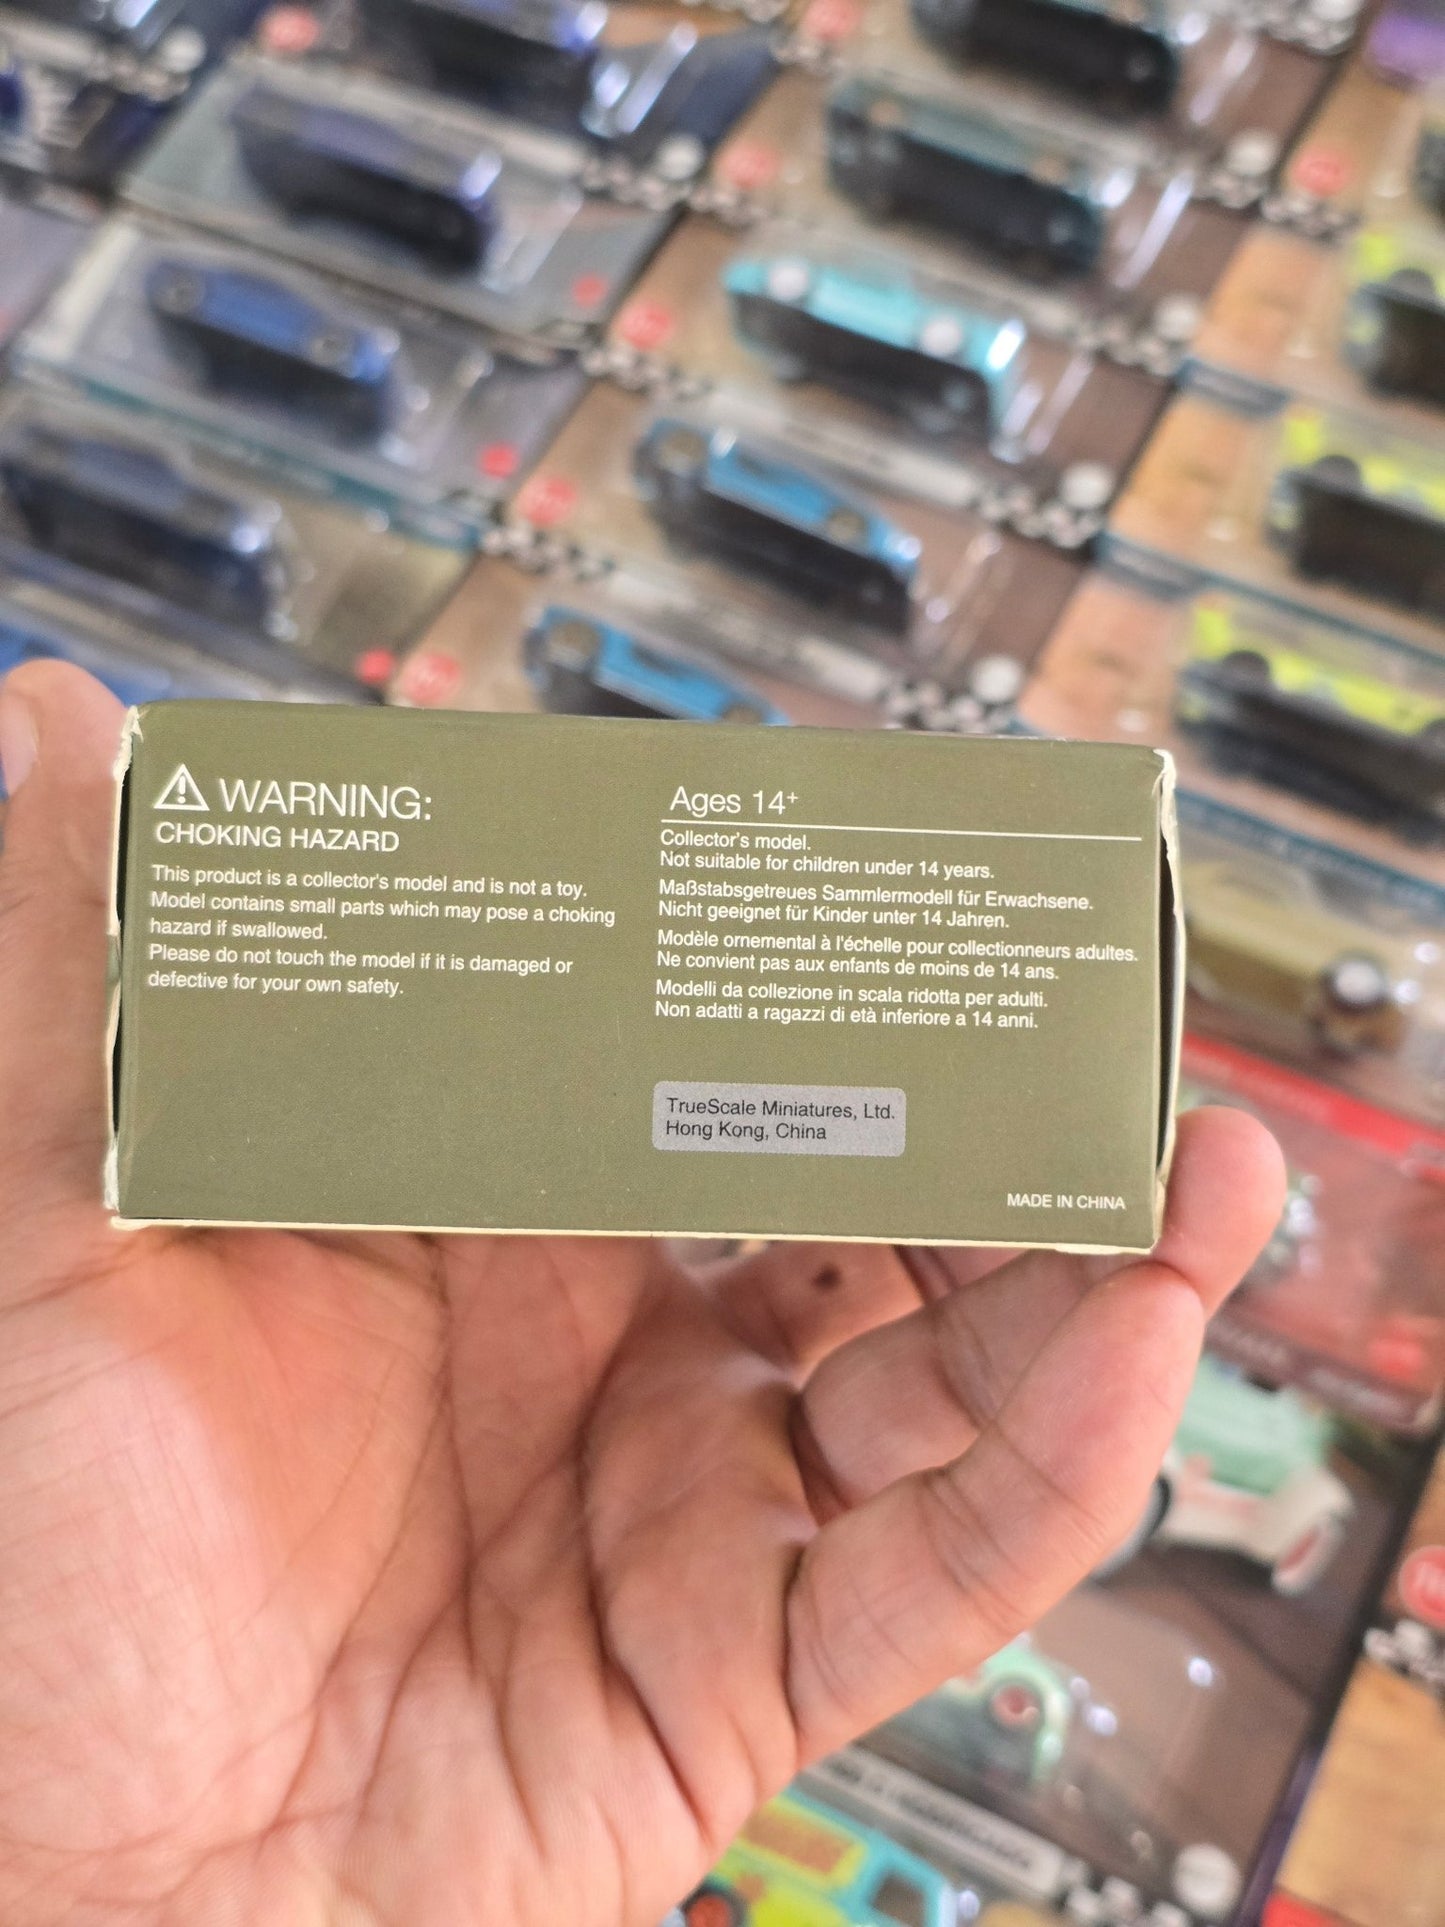 WARNING:
CHOKING HAZARD
This product is a collector's model and is not a toy.
Model contains small parts which may pose a choking
hazard if swallowed.
Please do not touch the model if it is damaged or
defective for your own safety.
Ages 14+
Collector's model.
Not suitable for children under 14 years.
Maßstabsgetreues Sammlermodell für Erwachsene.
Nicht geeignet für Kinder unter 14 Jahren.
Modèle ornemental à l'échelle pour collectionneurs adultes.
Ne convient pas aux enfants de moins de 14 ans.
Modelli da collezione in scala ridotta per adulti.
Non adatti a ragazzi di età inferiore a 14 anni.
TrueScale Miniatures, Ltd.
Hong Kong, China
MADE IN CHINA